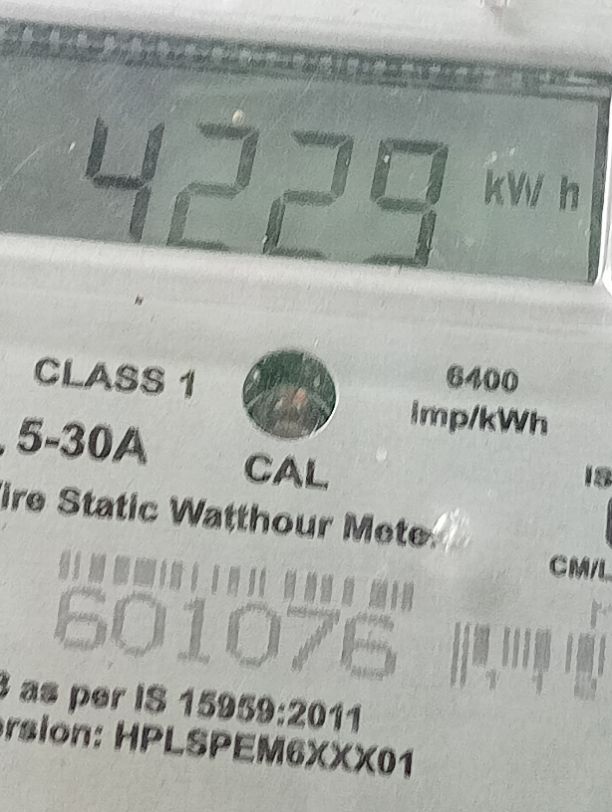 4229 kWh
CLASS 1
6400
imp/kWh
5-30A
CAL
IS
ire Static Watthour Mete
CM/L
601076
as per IS 15959:2011
rsion: HPLSPEM6XXX01